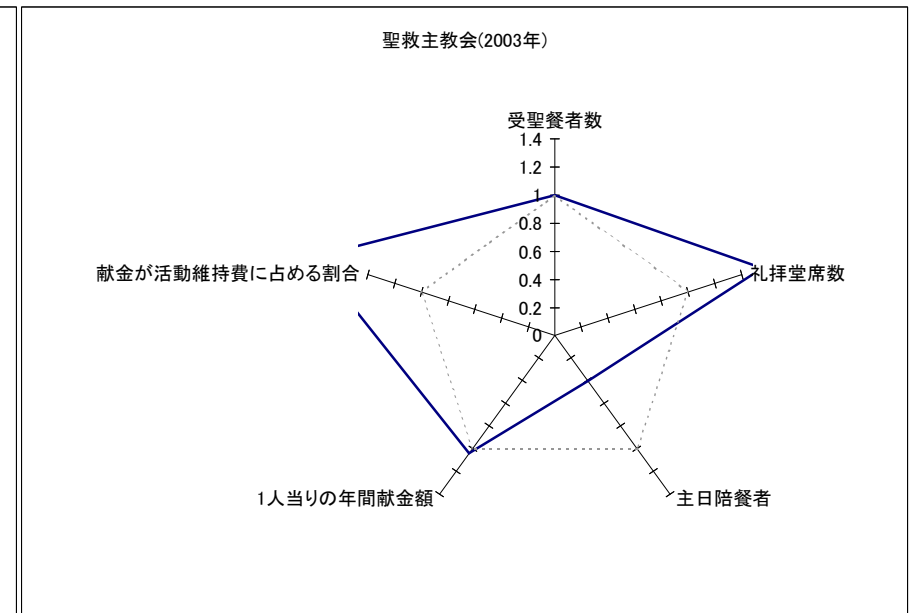 聖救主教会(2003年)
受聖餐者数
1.4
1.2
1
0.8
0.6
0.4
0.2
0
礼拝堂席数
献金が活動維持費に占める割合
1人当りの年間献金額
主日陪餐者